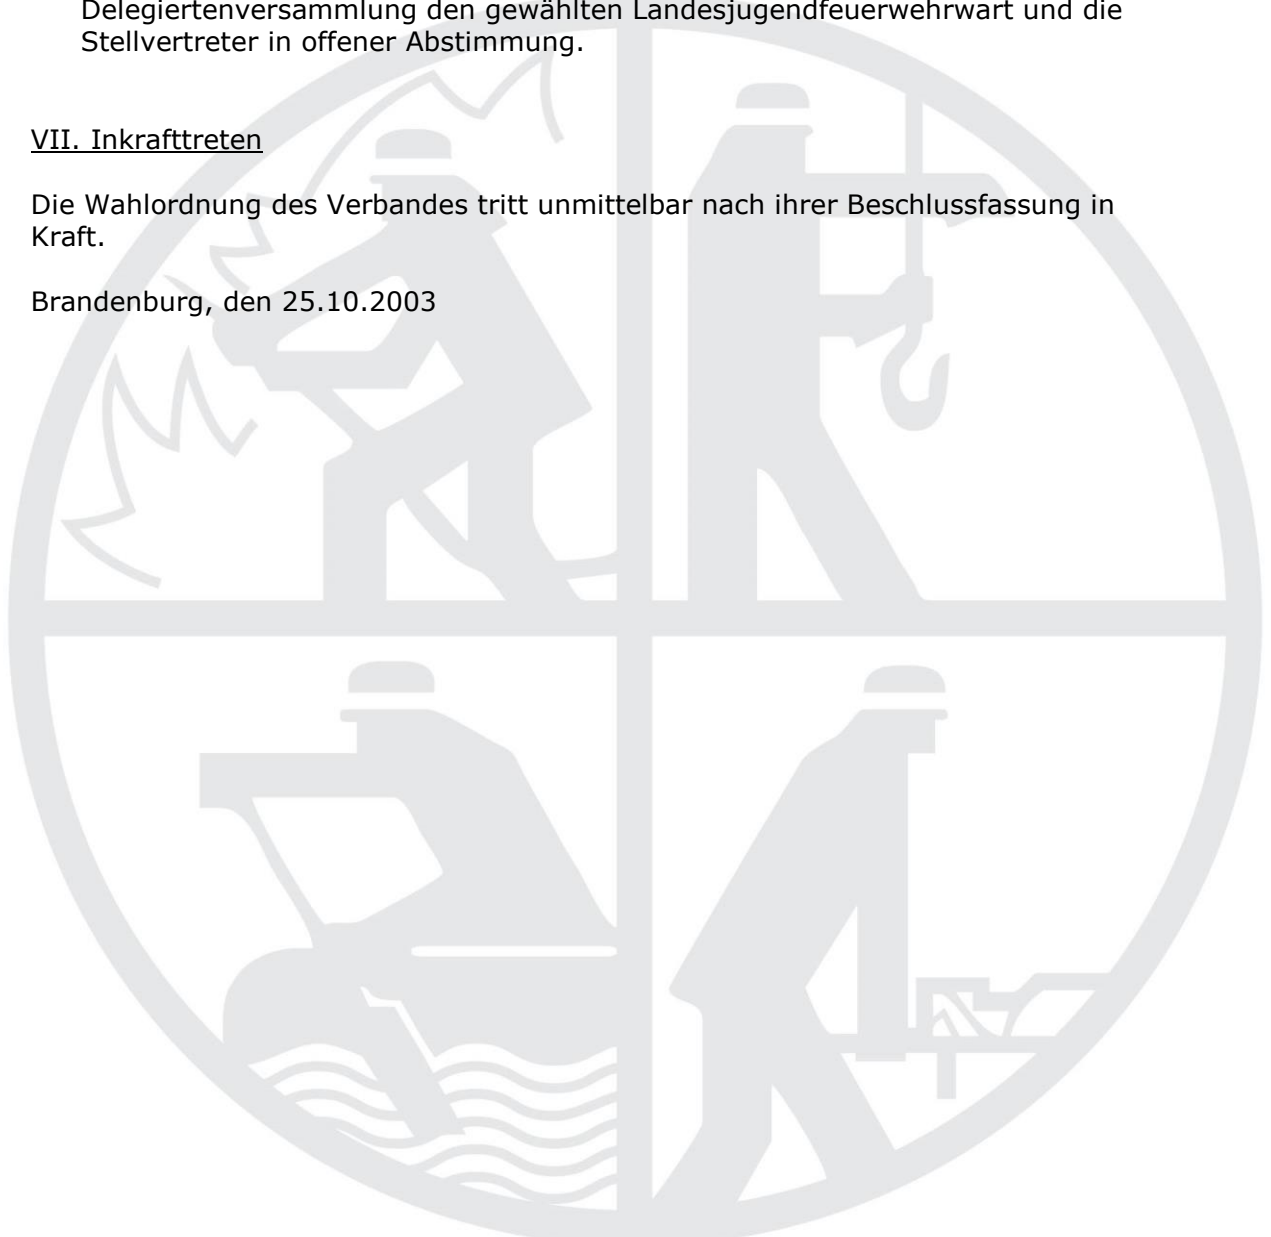 Delegiertenversammlung den gewählten Landesjugendfeuerwehrwart und die
Stellvertreter in offener Abstimmung.
VII. Inkrafttreten
Die Wahlordnung des Verbandes tritt unmittelbar nach ihrer Beschlussfassung in
Kraft.
Brandenburg, den 25.10.2003